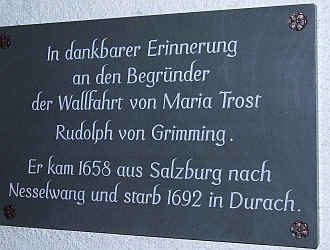 In dankbarer Erinnerung
an den Begründer
der Wallfahrt von Maria Trost
Rudolph von Grimming.
Er kam 1658 aus Salzburg nach
Nesselwang und starb 1692 in Durach.